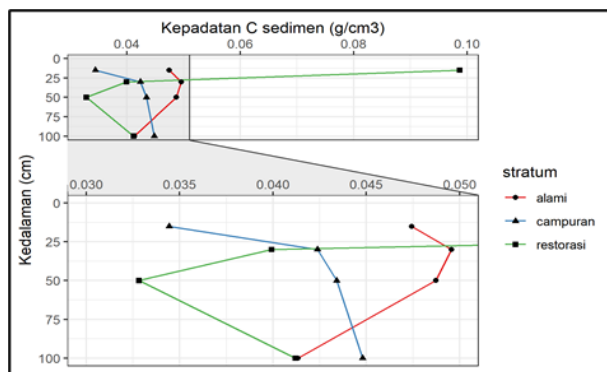 Kepadatan C sedimen (g/cm3)
0.04 0.06 0.08 0.10
0
25
50
75
100
0.030 0.035 0.040 0.045 0.050
0
25
50
75
100
Kedalaman (cm)
stratum
alami
campuran
restorasi